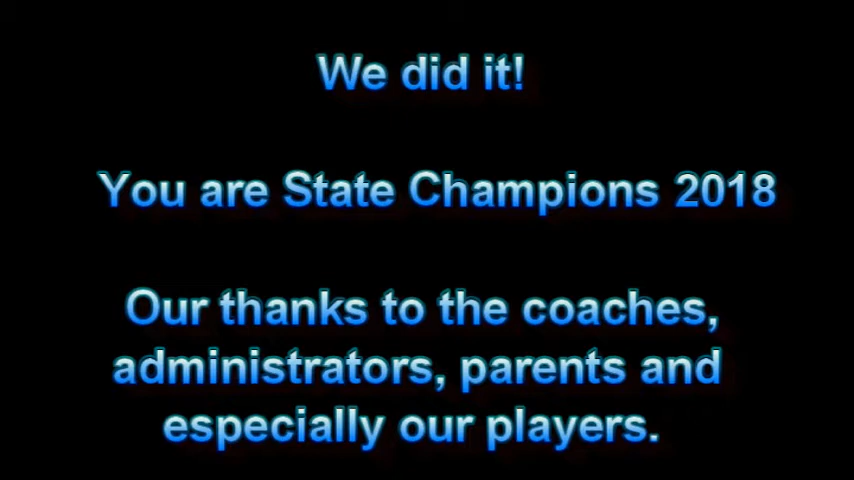 We did it!
You are State Champions 2018
Our thanks to the coaches,
administrators, parents and
especially our players.